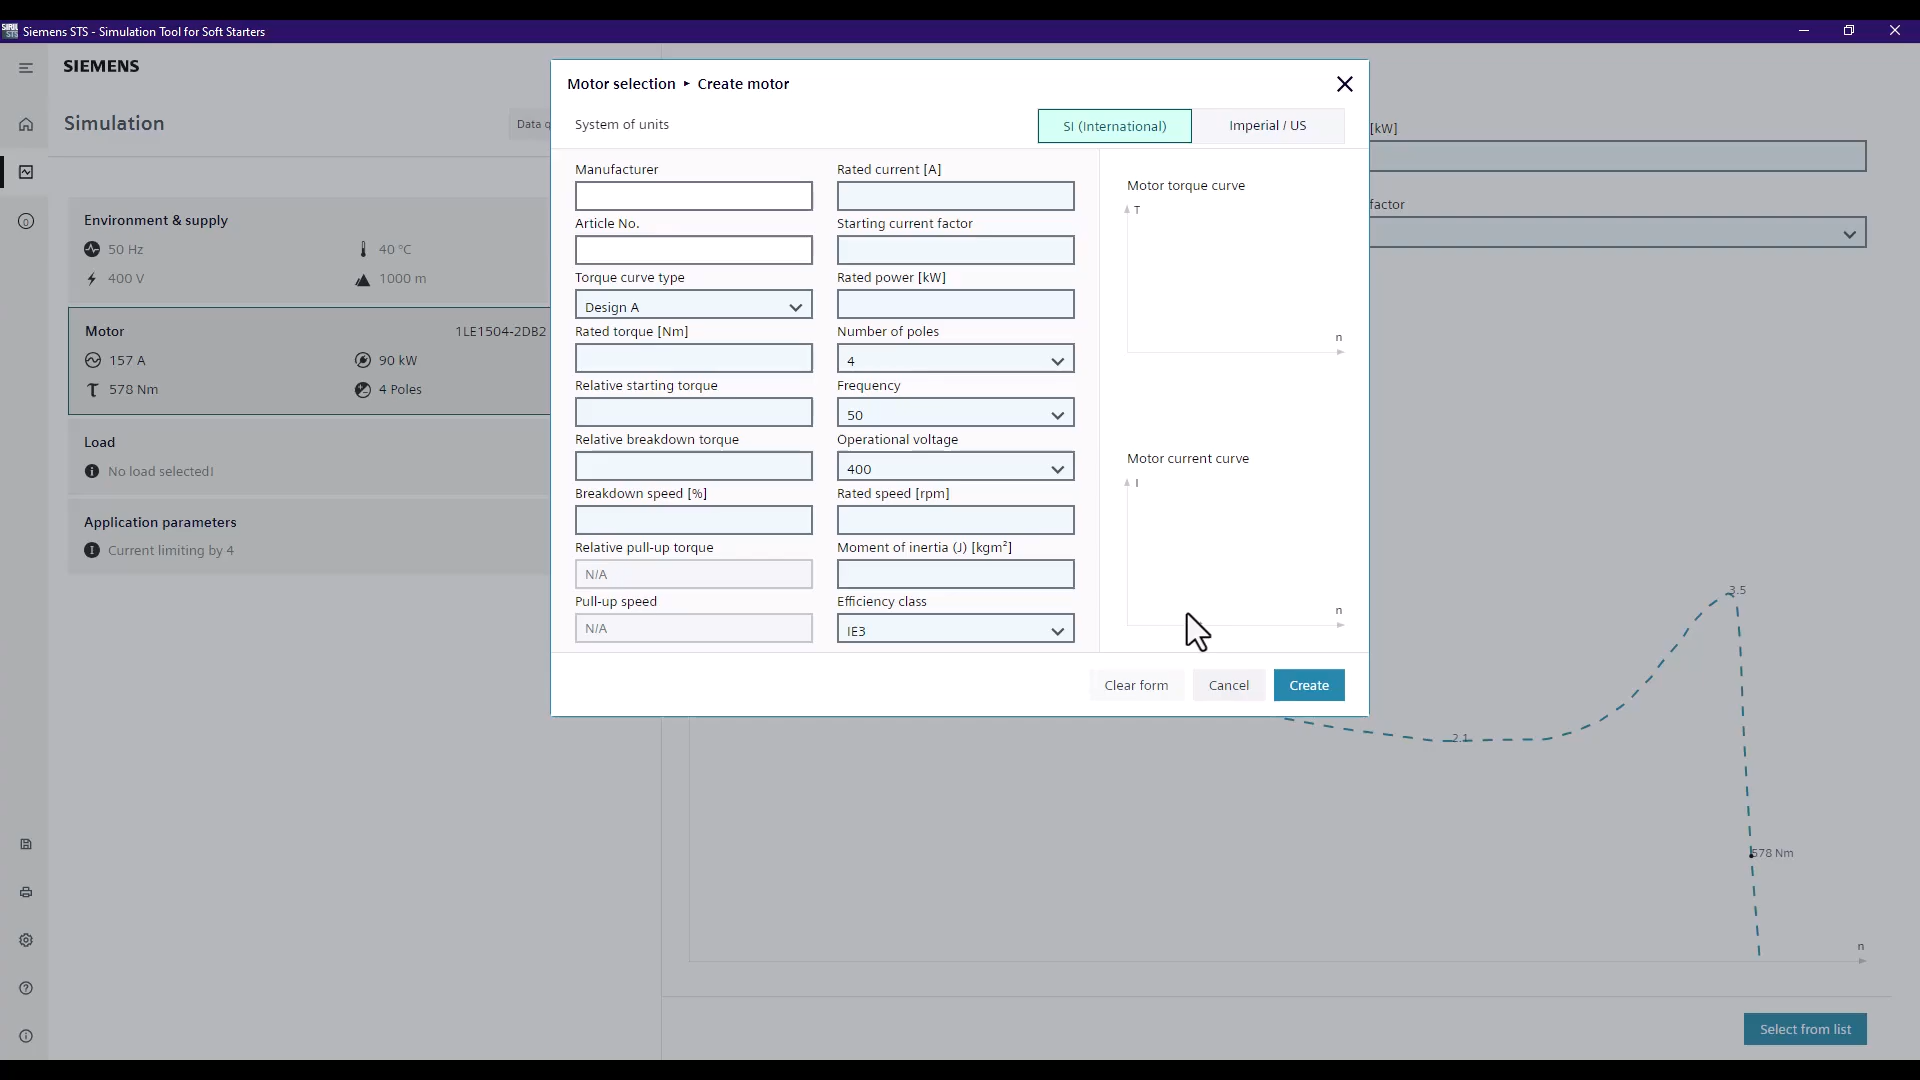 Siemens STS - Simulation Tool for Soft Starters
SIEMENS
Simulation
Data q
Environment & supply
50 Hz
40 °C
400 V
1000 m
Motor
1LE1504-2DB2
157 A
90 kW
578 Nm
4 Poles
Load
No load selected!
Application parameters
Current limiting by 4
Motor selection ▸ Create motor
System of units
SI (International)
Imperial / US
Manufacturer
Rated current [A]
Article No.
Starting current factor
Torque curve type
Design A
Rated power [kW]
Rated torque [Nm]
Number of poles
4
Relative starting torque
Frequency
50
Relative breakdown torque
Operational voltage
400
Breakdown speed [%]
Rated speed [rpm]
Relative pull-up torque
N/A
Moment of inertia (J) [kgm²]
Pull-up speed
N/A
Efficiency class
IE3
Motor torque curve
T
n
Motor current curve
I
n
Clear form
Cancel
Create
[kW]
factor
3.5
2.1
578 Nm
n
Select from list